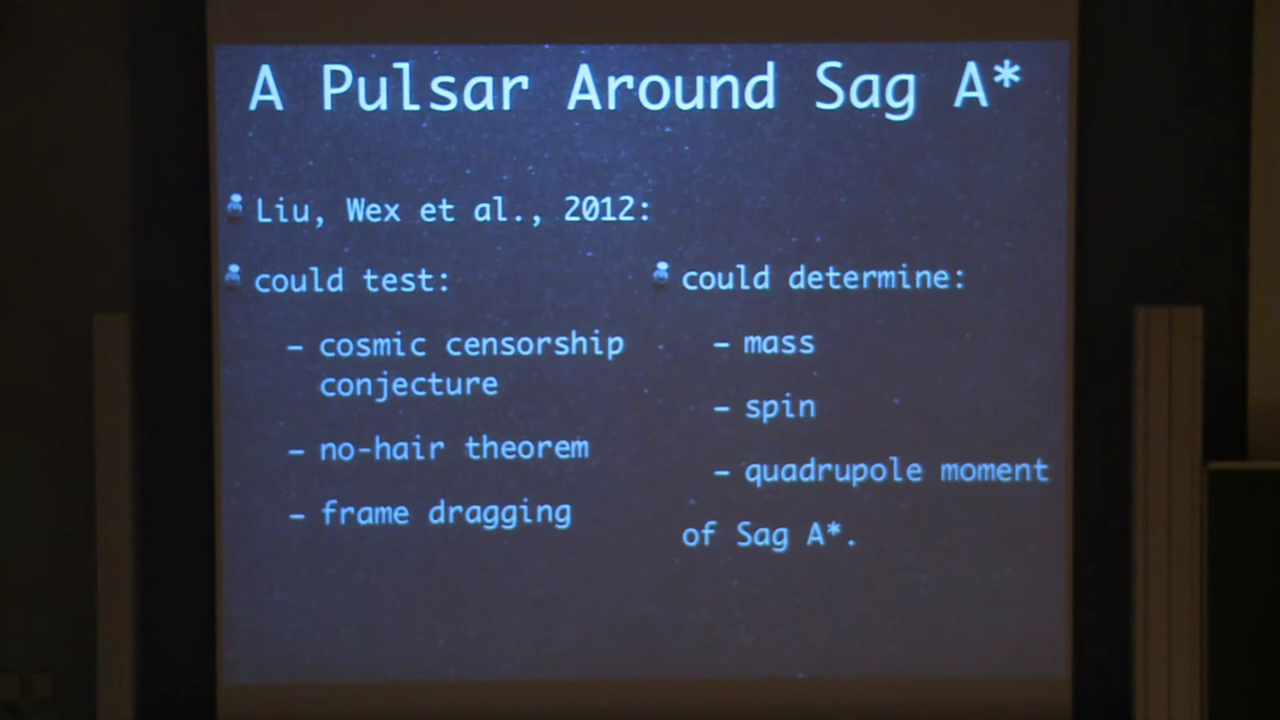 A Pulsar Around Sag A*
Liu, Wex et al., 2012:
could test:
– cosmic censorship
conjecture
– no-hair theorem
– frame dragging
could determine:
– mass
– spin
– quadrupole moment
of Sag A*.